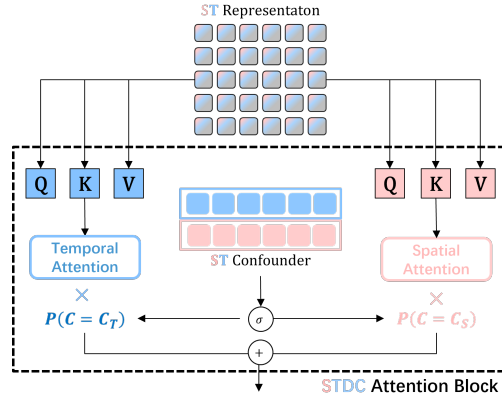 ST Representaton
Q K V
Q K V
Temporal
Attention
Spatial
Attention
ST Confounder
×
×
P(C = C_T)
σ
P(C = C_S)
+
STDC Attention Block